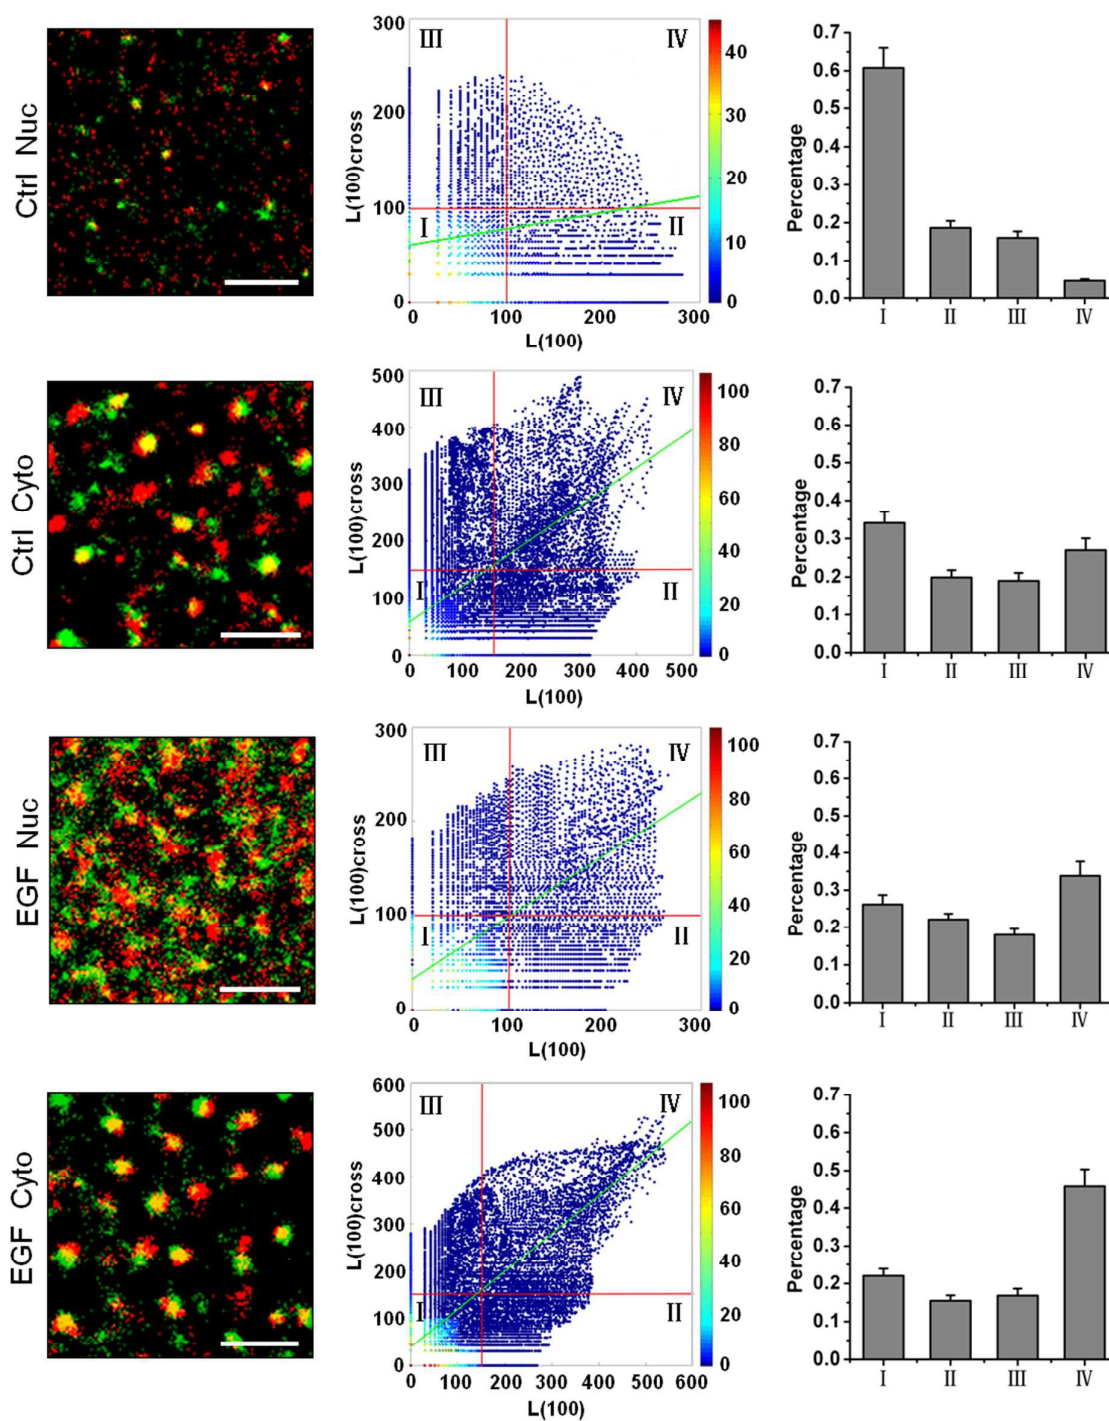 Ctrl Nuc
300
200
100
0
L(100)cross
III
IV
I
II
0
100
200
300
L(100)
40
30
20
10
0
0.7
0.6
0.5
0.4
0.3
0.2
0.1
0.0
Percentage
I
II
III
IV
Ctrl Cyto
500
400
300
200
100
0
L(100)cross
III
IV
I
II
100
200
300
400
500
L(100)
100
80
60
40
20
0
0.7
0.6
0.5
0.4
0.3
0.2
0.1
0.0
Percentage
I
II
III
IV
EGF Nuc
300
200
100
0
L(100)cross
III
IV
I
II
0
100
200
300
L(100)
100
80
60
40
20
0
0.7
0.6
0.5
0.4
0.3
0.2
0.1
0.0
Percentage
I
II
III
IV
EGF Cyto
600
500
400
300
200
100
0
L(100)cross
III
IV
I
II
0
100
200
300
400
500
600
L(100)
100
80
60
40
20
0
0.7
0.6
0.5
0.4
0.3
0.2
0.1
0.0
Percentage
I
II
III
IV